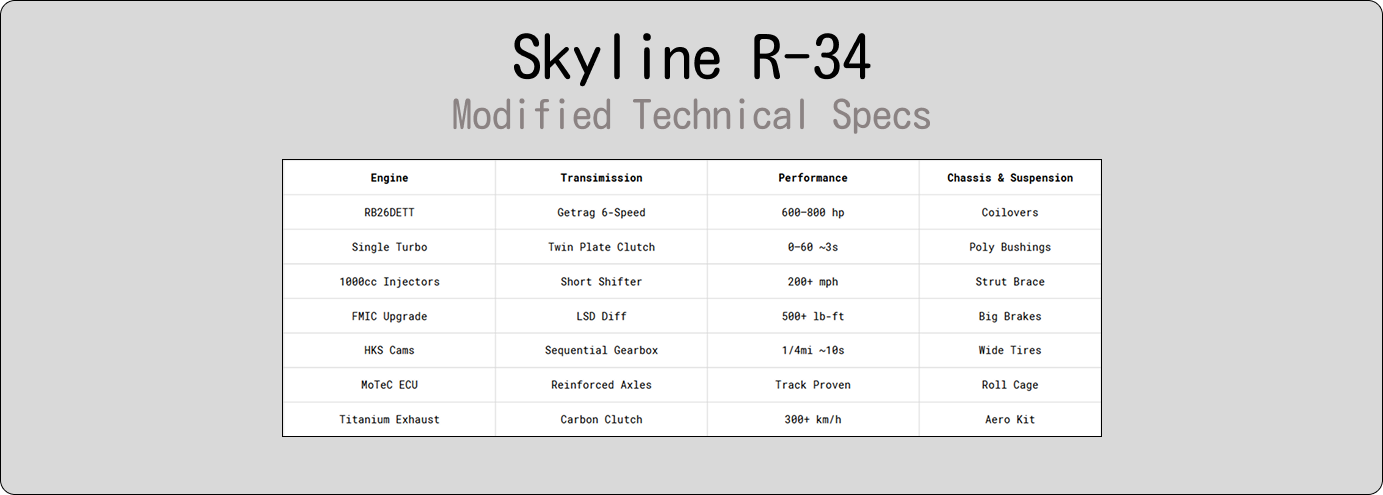 Skyline R-34
Modified Technical Specs
Engine Transimission Performance Chassis & Suspension
RB26DETT Getrag 6-Speed 600–800 hp Coilovers
Single Turbo Twin Plate Clutch 0–60 ~3s Poly Bushings
1000cc Injectors Short Shifter 200+ mph Strut Brace
FMIC Upgrade LSD Diff 500+ lb-ft Big Brakes
HKS Cams Sequential Gearbox 1/4mi ~10s Wide Tires
MoTeC ECU Reinforced Axles Track Proven Roll Cage
Titanium Exhaust Carbon Clutch 300+ km/h Aero Kit